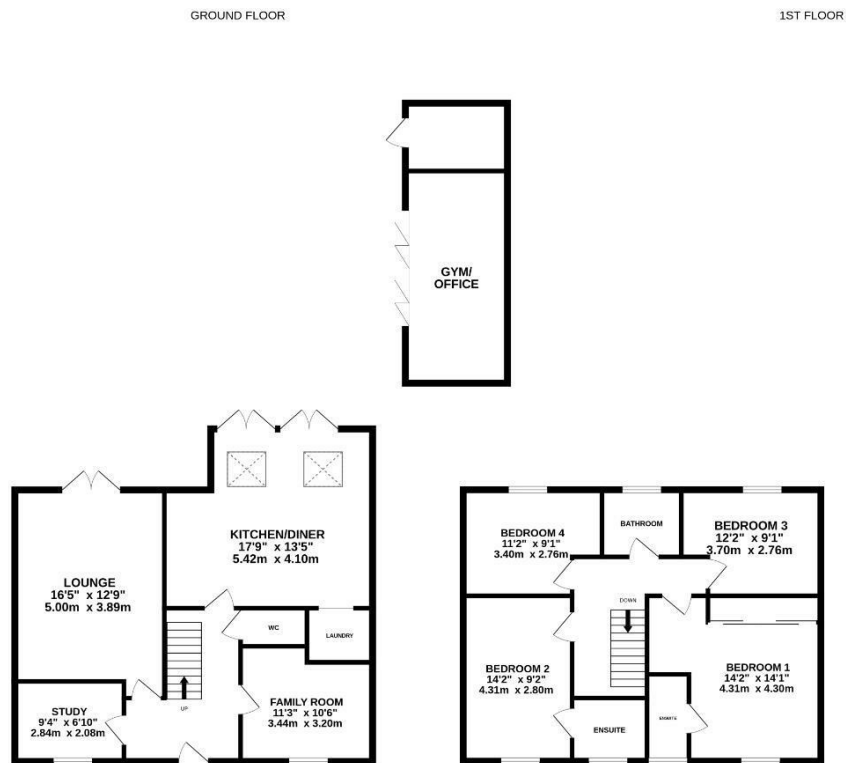 GROUND FLOOR
1ST FLOOR
GYM/
OFFICE
KITCHEN/DINER
17'9" x 13'5"
5.42m x 4.10m
LOUNGE
16'5" x 12'9"
5.00m x 3.89m
WC
LAUNDRY
UP
STUDY
9'4" x 6'10"
2.84m x 2.08m
FAMILY ROOM
11'3" x 10'6"
3.44m x 3.20m
BEDROOM 4
11'2" x 9'1"
3.40m x 2.76m
BATHROOM
BEDROOM 3
12'2" x 9'1"
3.70m x 2.76m
DOWN
BEDROOM 2
14'2" x 9'2"
4.31m x 2.80m
BEDROOM 1
14'2" x 14'1"
4.31m x 4.30m
ENSUITE
ENSUITE